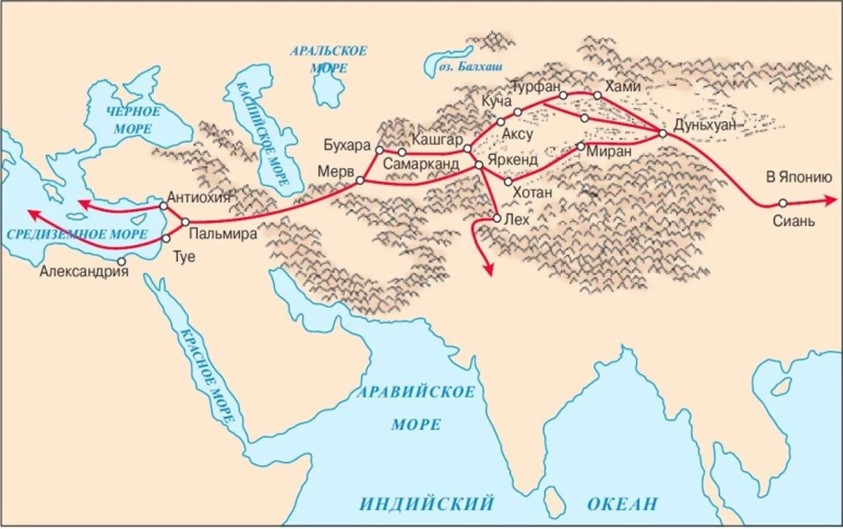 АРАЛЬСКОЕ
МОРЕ
оз. Балхаш
ЧЕРНОЕ
МОРЕ
КАСПИЙСКОЕ МОРЕ
Турфан
Хами
Куча
Аксу
Дуньхуан
Бухара
Кашгар
Самарканд
Яркенд
Миран
Мерв
Хотан
В Японию
Сиань
Антиохия
Лех
СРЕДИЗЕМНОЕ МОРЕ
Пальмира
Туе
Александрия
КРАСНОЕ МОРЕ
АРАВИЙСКОЕ
МОРЕ
ИНДИЙСКИЙ ОКЕАН